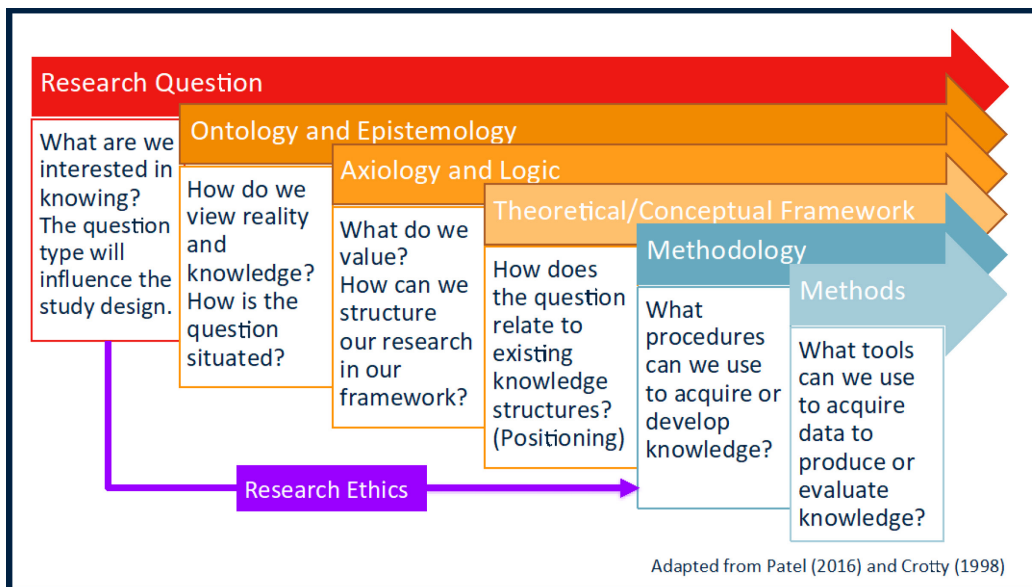 Research Question
What are we
interested in
knowing?
The question
type will
influence the
study design.
Ontology and Epistemology
How do we
view reality
and
knowledge?
How is the
question
situated?
Axiology and Logic
What do we
value?
How can we
structure
our research
in our
framework?
Theoretical/Conceptual Framework
How does
the question
relate to
existing
knowledge
structures?
(Positioning)
Methodology
What
procedures
can we use
to acquire or
develop
knowledge?
Methods
What tools
can we use
to acquire
data to
produce or
evaluate
knowledge?
Research Ethics
Adapted from Patel (2016) and Crotty (1998)